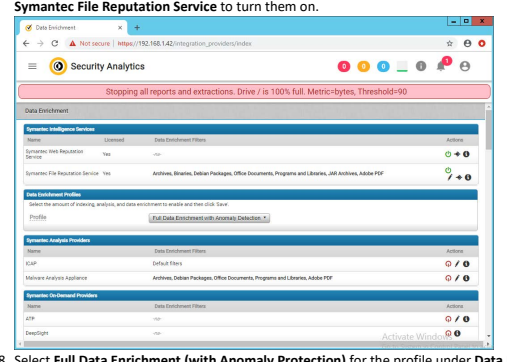 Symantec File Reputation Service to turn them on.
Data Enrichment
Not secure | https://192.168.1.42/integration_providers/index
Security Analytics
0 0 0 1
Stopping all reports and extractions. Drive / is 100% full. Metric=bytes, Threshold=90
Data Enrichment
Symantec Intelligence Services
Name Licensed Data Enrichment Filters Actions
Symantec Web Reputation Service Yes -na-
Symantec File Reputation Service Yes Archives, Binaries, Debian Packages, Office Documents, Programs and Libraries, JAR Archives, Adobe PDF
Data Enrichment Profiles
Select the amount of indexing, analysis, and data enrichment to enable and then click 'Save'.
Profile Full Data Enrichment with Anomaly Detection
Symantec Analysis Providers
Name Data Enrichment Filters Actions
ICAP Default filters
Malware Analysis Appliance Archives, Debian Packages, Office Documents, Programs and Libraries, Adobe PDF
Symantec On-Demand Providers
Name Data Enrichment Filters Actions
ATP
DeepSight
Activate Windows
8. Select Full Data Enrichment (with Anomaly Protection) for the profile under Data